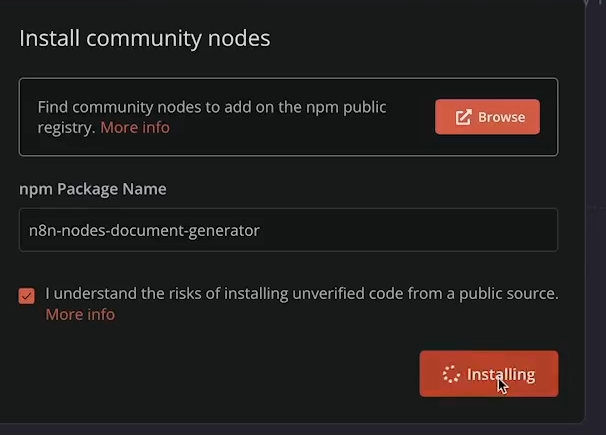 Install community nodes
Find community nodes to add on the npm public
registry. More info
Browse
npm Package Name
n8n-nodes-document-generator
I understand the risks of installing unverified code from a public source.
More info
Installing